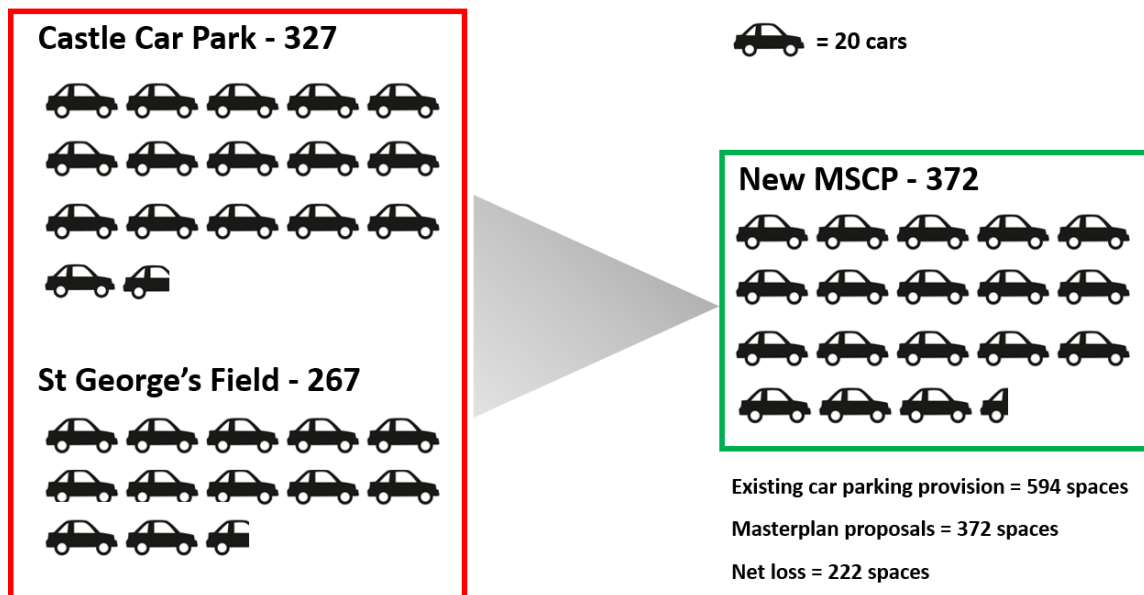 Castle Car Park - 327
= 20 cars
New MSCP - 372
St George’s Field - 267
Existing car parking provision = 594 spaces
Masterplan proposals = 372 spaces
Net loss = 222 spaces